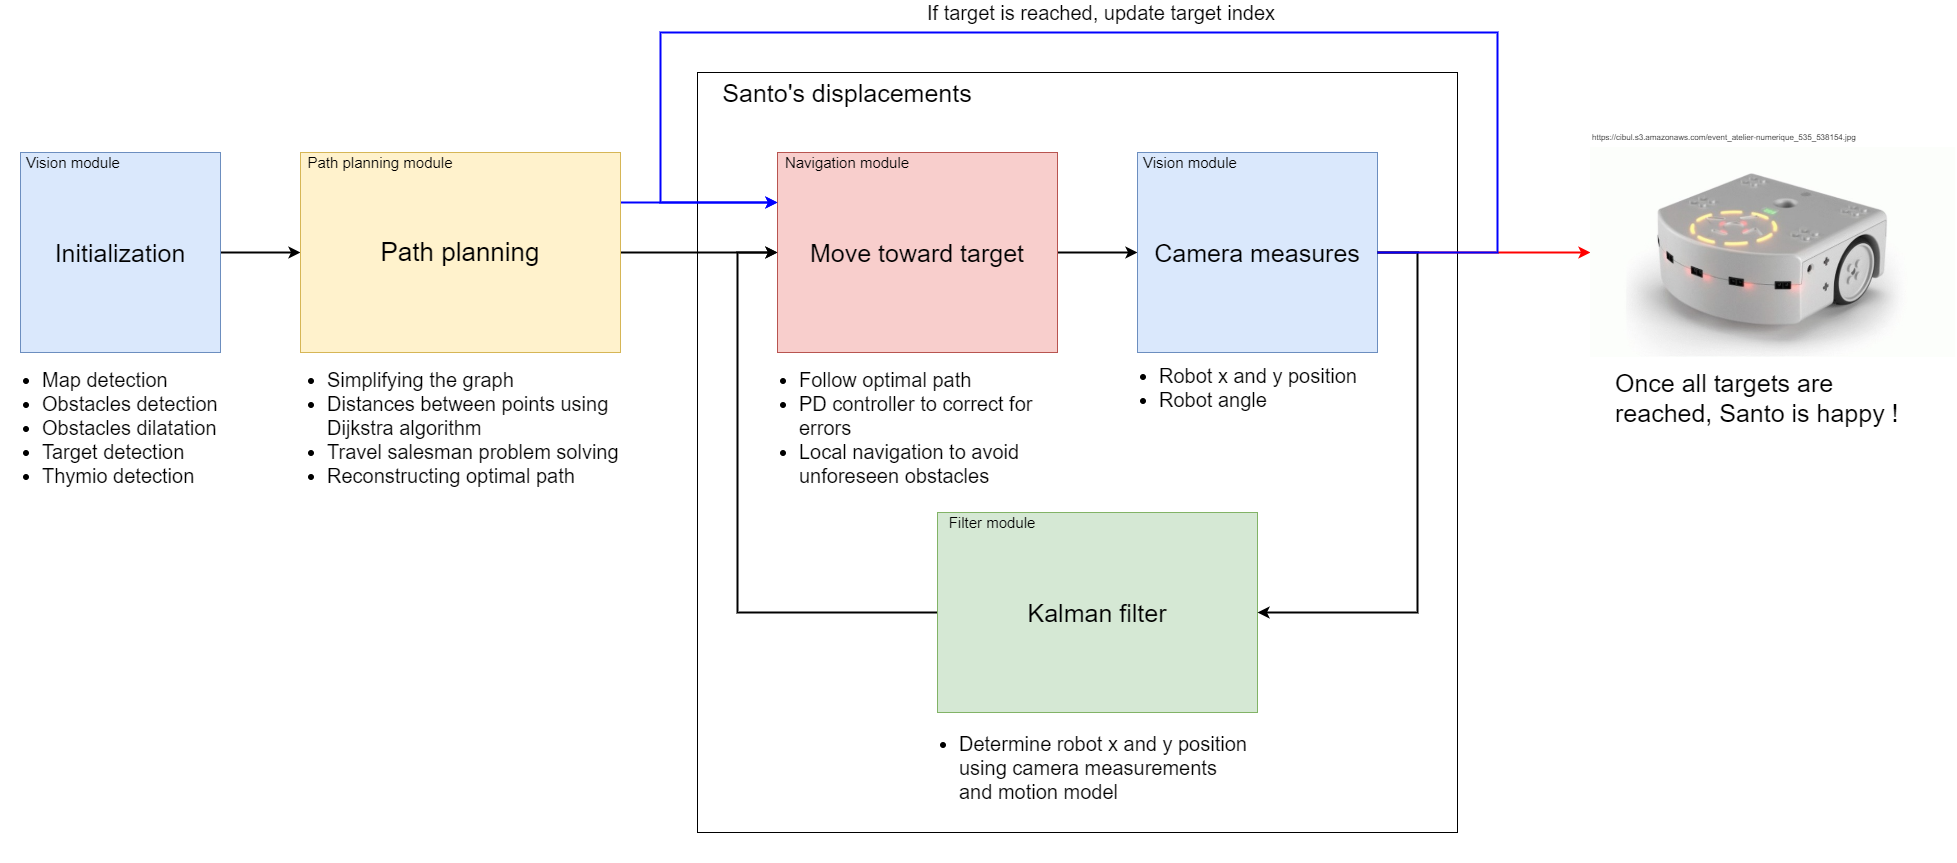 If target is reached, update target index
Santo's displacements
https://cibul.s3.amazonaws.com/event_atelier-numerique_535_538154.jpg
Vision module
Initialization
• Map detection
• Obstacles detection
• Obstacles dilatation
• Target detection
• Thymio detection
Path planning module
Path planning
• Simplifying the graph
• Distances between points using
Dijkstra algorithm
• Travel salesman problem solving
• Reconstructing optimal path
Navigation module
Move toward target
• Follow optimal path
• PD controller to correct for
errors
• Local navigation to avoid
unforeseen obstacles
Vision module
Camera measures
• Robot x and y position
• Robot angle
Filter module
Kalman filter
• Determine robot x and y position
using camera measurements
and motion model
Once all targets are
reached, Santo is happy !